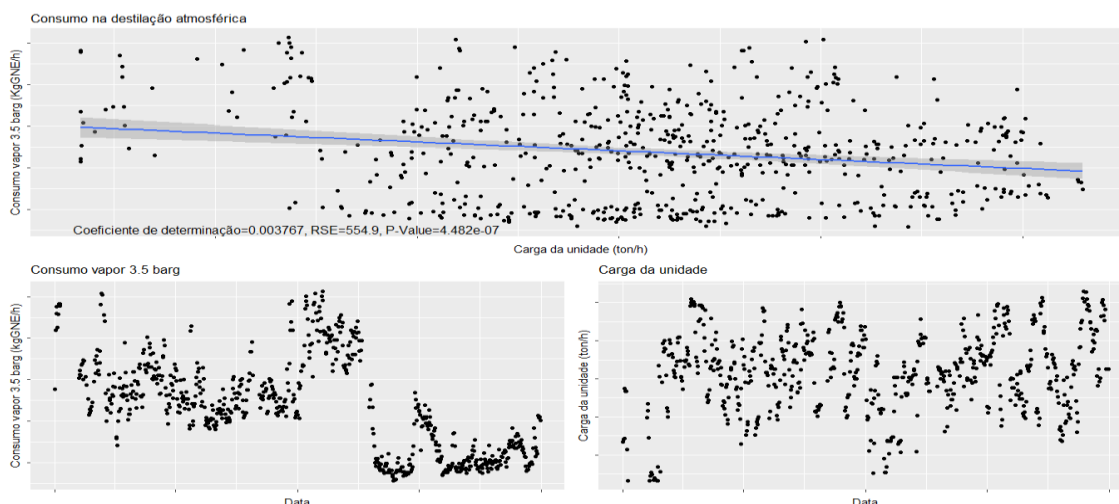 Consumo na destilação atmosférica
Consumo vapor 3.5 barg (KgGNE/h)
Coeficiente de determinação=0.003767, RSE=554.9, P-Value=4.482e-07
Carga da unidade (ton/h)
Consumo vapor 3.5 barg
Consumo vapor 3.5 barg (kgGNE/h)
Data
Carga da unidade
Carga da unidade (ton/h)
Data